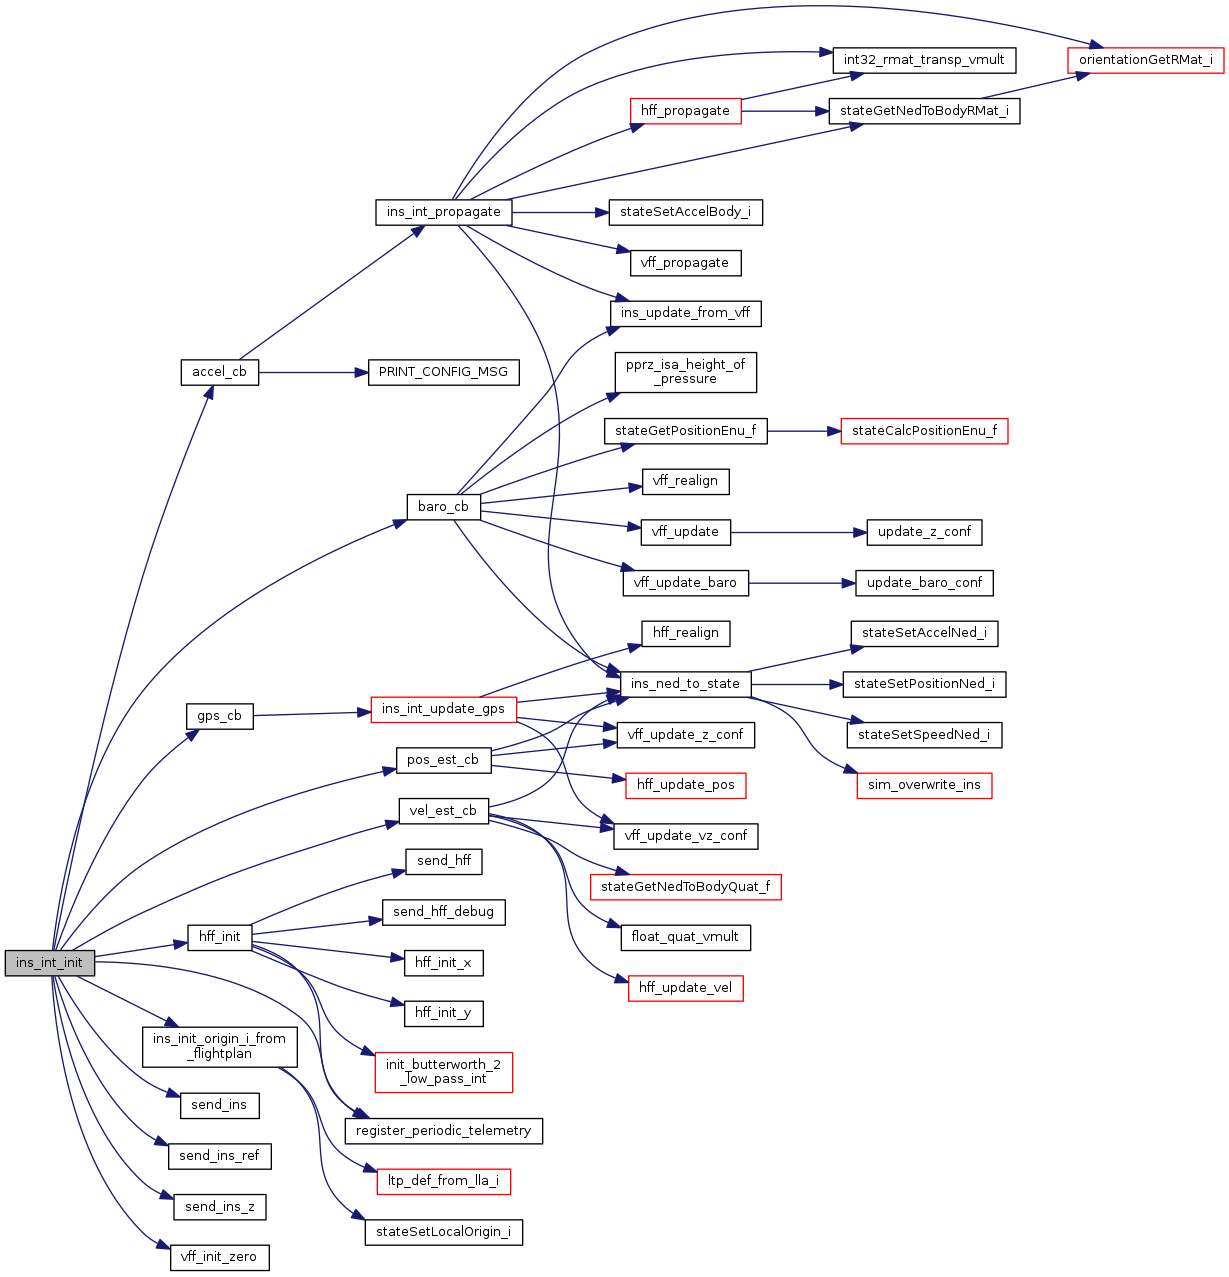 orientationGetRMat_i
int32_rmat_transp_vmult
hff_propagate
stateGetNedToBodyRMat_i
ins_int_propagate
stateSetAccelBody_i
vff_propagate
ins_update_from_vff
accel_cb
PRINT_CONFIG_MSG
pprz_isa_height_of
_pressure
stateGetPositionEnu_f
stateCalcPositionEnu_f
vff_realign
baro_cb
vff_update
update_z_conf
vff_update_baro
update_baro_conf
hff_realign
stateSetAccelNed_i
ins_ned_to_state
stateSetPositionNed_i
gps_cb
ins_int_update_gps
vff_update_z_conf
stateSetSpeedNed_i
pos_est_cb
hff_update_pos
sim_overwrite_ins
vel_est_cb
vff_update_vz_conf
send_hff
stateGetNedToBodyQuat_f
send_hff_debug
hff_init
float_quat_vmult
ins_int_init
hff_init_x
hff_update_vel
hff_init_y
ins_init_origin_i_from
_flightplan
init_butterworth_2
_low_pass_int
send_ins
register_periodic_telemetry
send_ins_ref
ltp_def_from_lla_i
send_ins_z
stateSetLocalOrigin_i
vff_init_zero